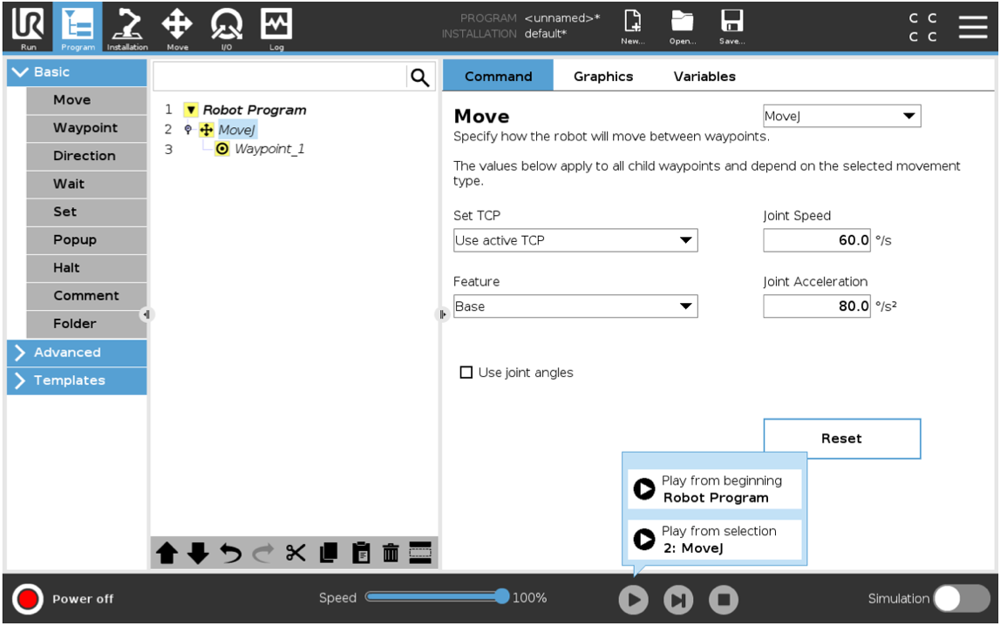 UR
Run
Program
Installation
Move
I/O
Log
PROGRAM <unnamed>*
INSTALLATION default*
New...
Open...
Save...
C C
C C
Basic
Move
Waypoint
Direction
Wait
Set
Popup
Halt
Comment
Folder
Advanced
Templates
1 Robot Program
2 MoveJ
3 Waypoint_1
Command Graphics Variables
Move
MoveJ
Specify how the robot will move between waypoints.
The values below apply to all child waypoints and depend on the selected movement
type.
Set TCP
Use active TCP
Joint Speed
60.0 °/s
Feature
Base
Joint Acceleration
80.0 °/s²
Use joint angles
Reset
Play from beginning
Robot Program
Play from selection
2: MoveJ
Power off
Speed 100%
Simulation